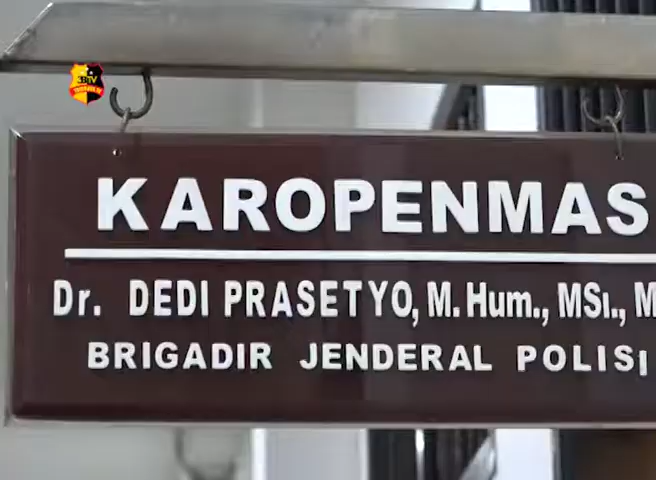 KAROPENMAS
Dr. DEDI PRASETYO, M.Hum., MSi., M
BRIGADIR JENDERAL POLISI